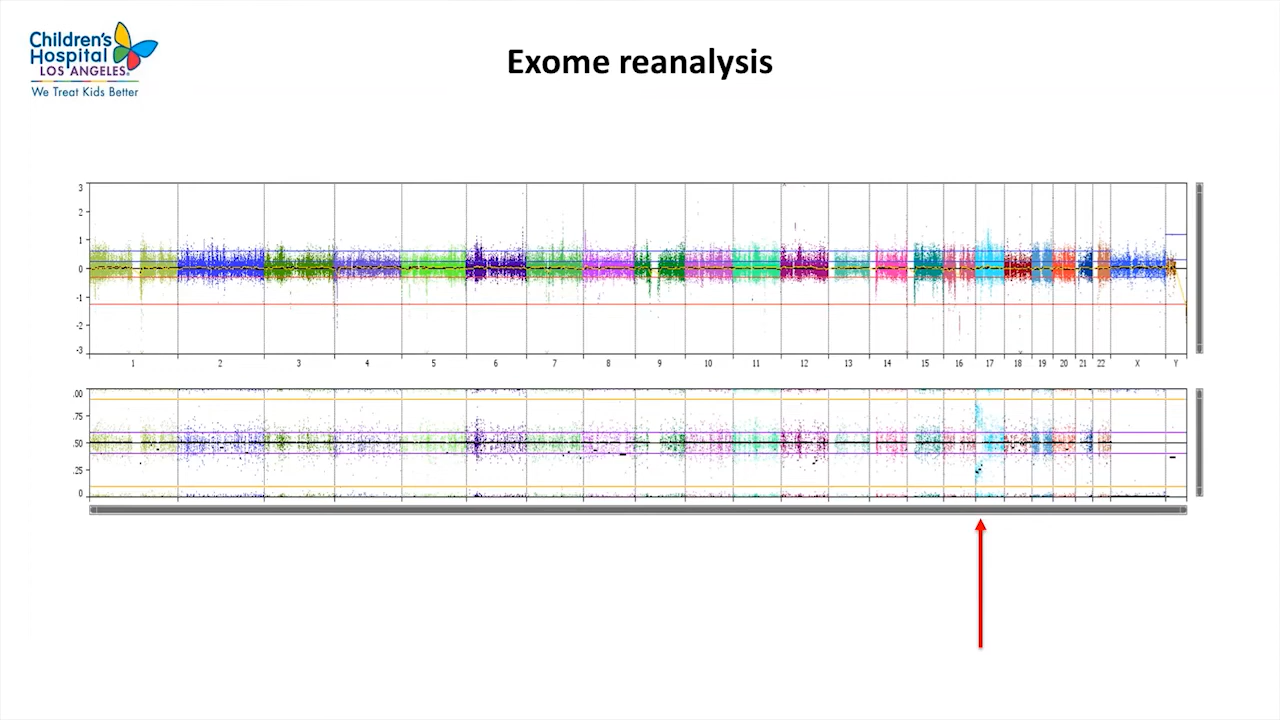 Children's
Hospital
LOS ANGELES®
We Treat Kids Better
Exome reanalysis
3
2
1
0
-1
-2
-3
1 2 3 4 5 6 7 8 9 10 11 12 13 14 15 16 17 18 19 20 21 22 X Y
.00
.75
.50
.25
0